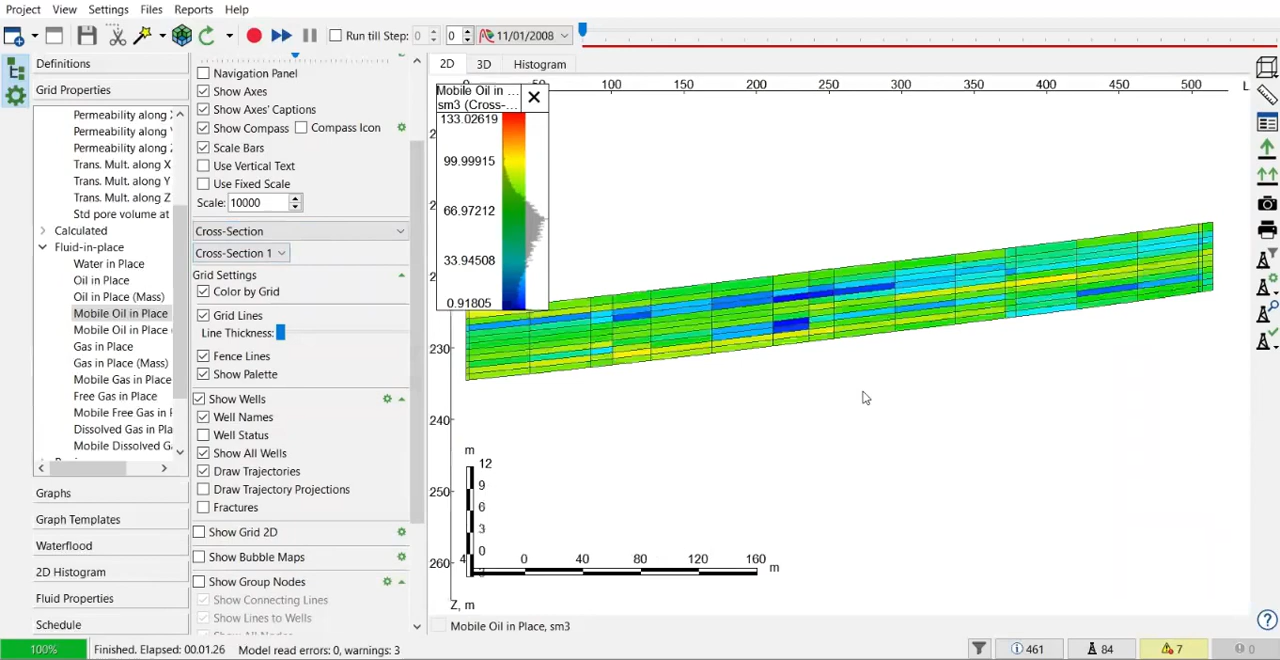 Project View Settings Files Reports Help
Run till Step: 0 0 11/01/2008
Definitions
Grid Properties
Permeability along
Permeability along
Permeability along
Trans. Mult. along X
Trans. Mult. along Y
Trans. Mult. along Z
Std pore volume at
Calculated
Fluid-in-place
Water in Place
Oil in Place
Oil in Place (Mass)
Mobile Oil in Place
Mobile Oil in Place
Gas in Place
Gas in Place (Mass)
Mobile Gas in Place
Free Gas in Place
Mobile Free Gas in P
Dissolved Gas in Pla
Mobile Dissolved G
Graphs
Graph Templates
Waterflood
2D Histogram
Fluid Properties
Schedule
Navigation Panel
Show Axes
Show Axes' Captions
Show Compass Compass Icon
Scale Bars
Use Vertical Text
Use Fixed Scale
Scale: 10000
Cross-Section
Cross-Section 1
Grid Settings
Color by Grid
Grid Lines
Line Thickness:
Fence Lines
Show Palette
Show Wells
Well Names
Well Status
Show All Wells
Draw Trajectories
Draw Trajectory Projections
Fractures
Show Grid 2D
Show Bubble Maps
Show Group Nodes
Show Connecting Lines
Show Lines to Wells
2D 3D Histogram
50 100 150 200 250 300 350 400 450 500 L
Mobile Oil in ...
sm3 (Cross-...
133.02619
99.99915
66.97212
33.94508
0.91805
230
240
250
260
Z, m
m
12
9
6
3
0
0 40 80 120 160 m
Mobile Oil in Place, sm3
100% Finished. Elapsed: 00.01.26 Model read errors: 0, warnings: 3
461 84 7 0